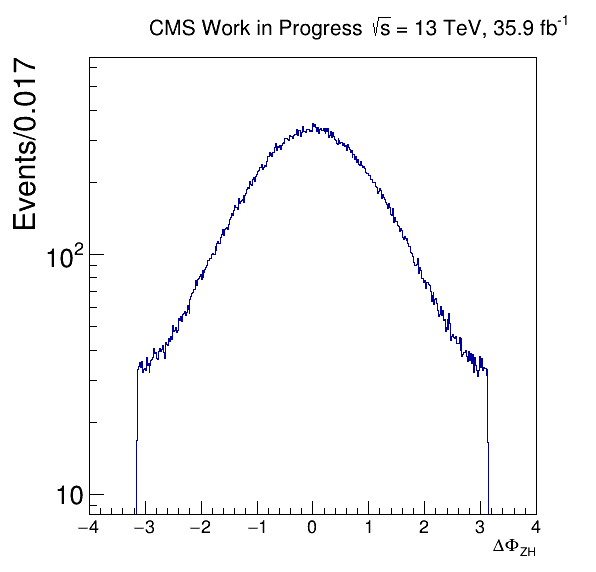 CMS Work in Progress √s = 13 TeV, 35.9 fb⁻¹
Events/0.017
10²
10
−4 −3 −2 −1 0 1 2 3 4
ΔΦ_ZH